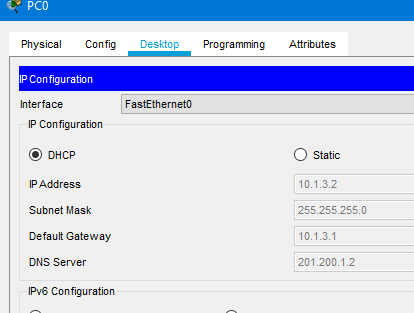 PC0
Physical Config Desktop Programming Attributes
IP Configuration
Interface FastEthernet0
IP Configuration
DHCP Static
IP Address 10.1.3.2
Subnet Mask 255.255.255.0
Default Gateway 10.1.3.1
DNS Server 201.200.1.2
IPv6 Configuration